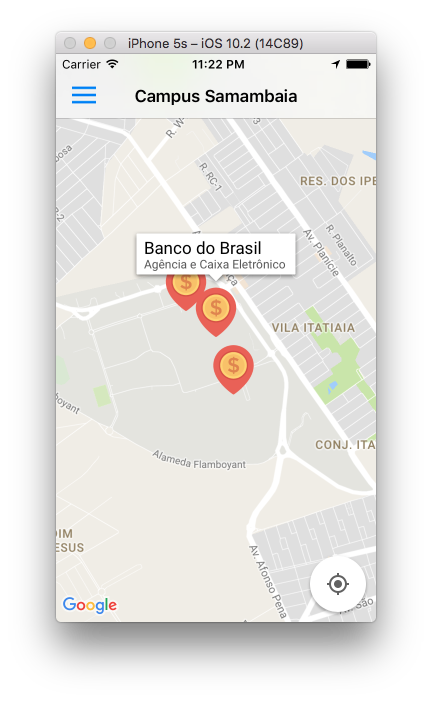 iPhone 5s – iOS 10.2 (14C89)
Carrier 11:22 PM
Campus Samambaia
R. W-
R. RC-1
RES. DOS IPE
Av. Planície
R. Planalto
Banco do Brasil
Agência e Caixa Eletrônico
$
$
VILA ITATIAIA
$
CONJ. ITA
Alameda Flamboyant
DIM
ESUS
Av. Afonso Pena
Google
Av. São